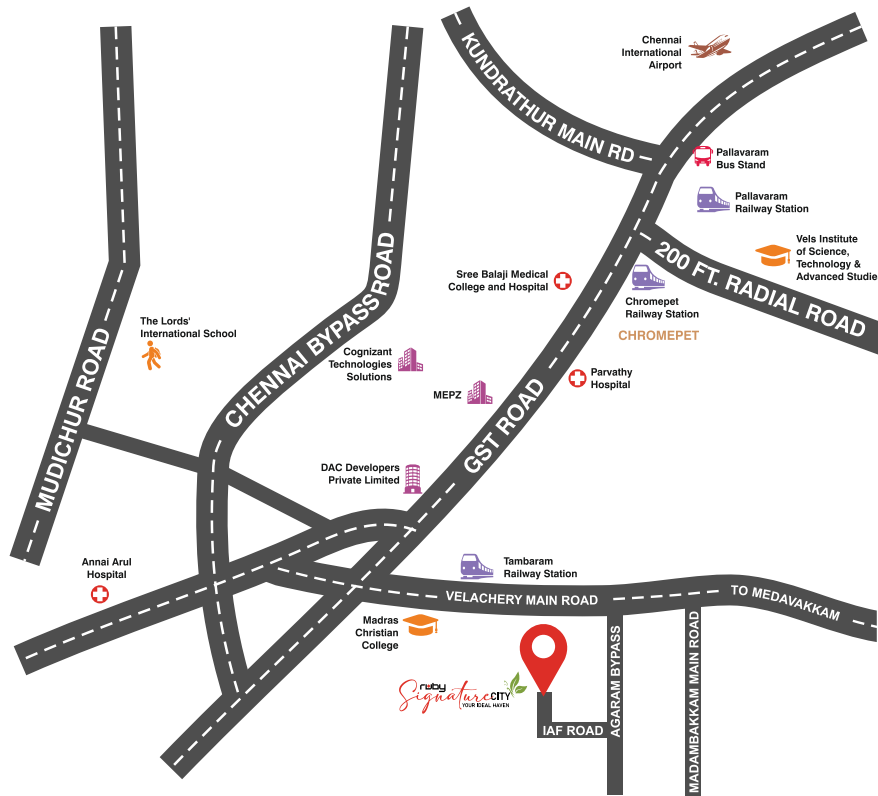 Chennai
International
Airport
KUNDRATHUR MAIN RD
Pallavaram
Bus Stand
Pallavaram
Railway Station
Vels Institute
of Science,
Technology &
Advanced Studie
200 FT. RADIAL ROAD
Sree Balaji Medical
College and Hospital
Chromepet
Railway Station
CHROMEPET
The Lords'
International School
CHENNAI BYPASS ROAD
Cognizant
Technologies
Solutions
MUDICHUR ROAD
MEPZ
Parvathy
Hospital
GST ROAD
DAC Developers
Private Limited
Annai Arul
Hospital
Tambaram
Railway Station
VELACHERY MAIN ROAD
TO MEDAVAKKAM
Madras
Christian
College
AGARAM BYPASS
MADAMBAKKAM MAIN ROAD
ruby
Signature CITY
YOUR IDEAL HAVEN
IAF ROAD